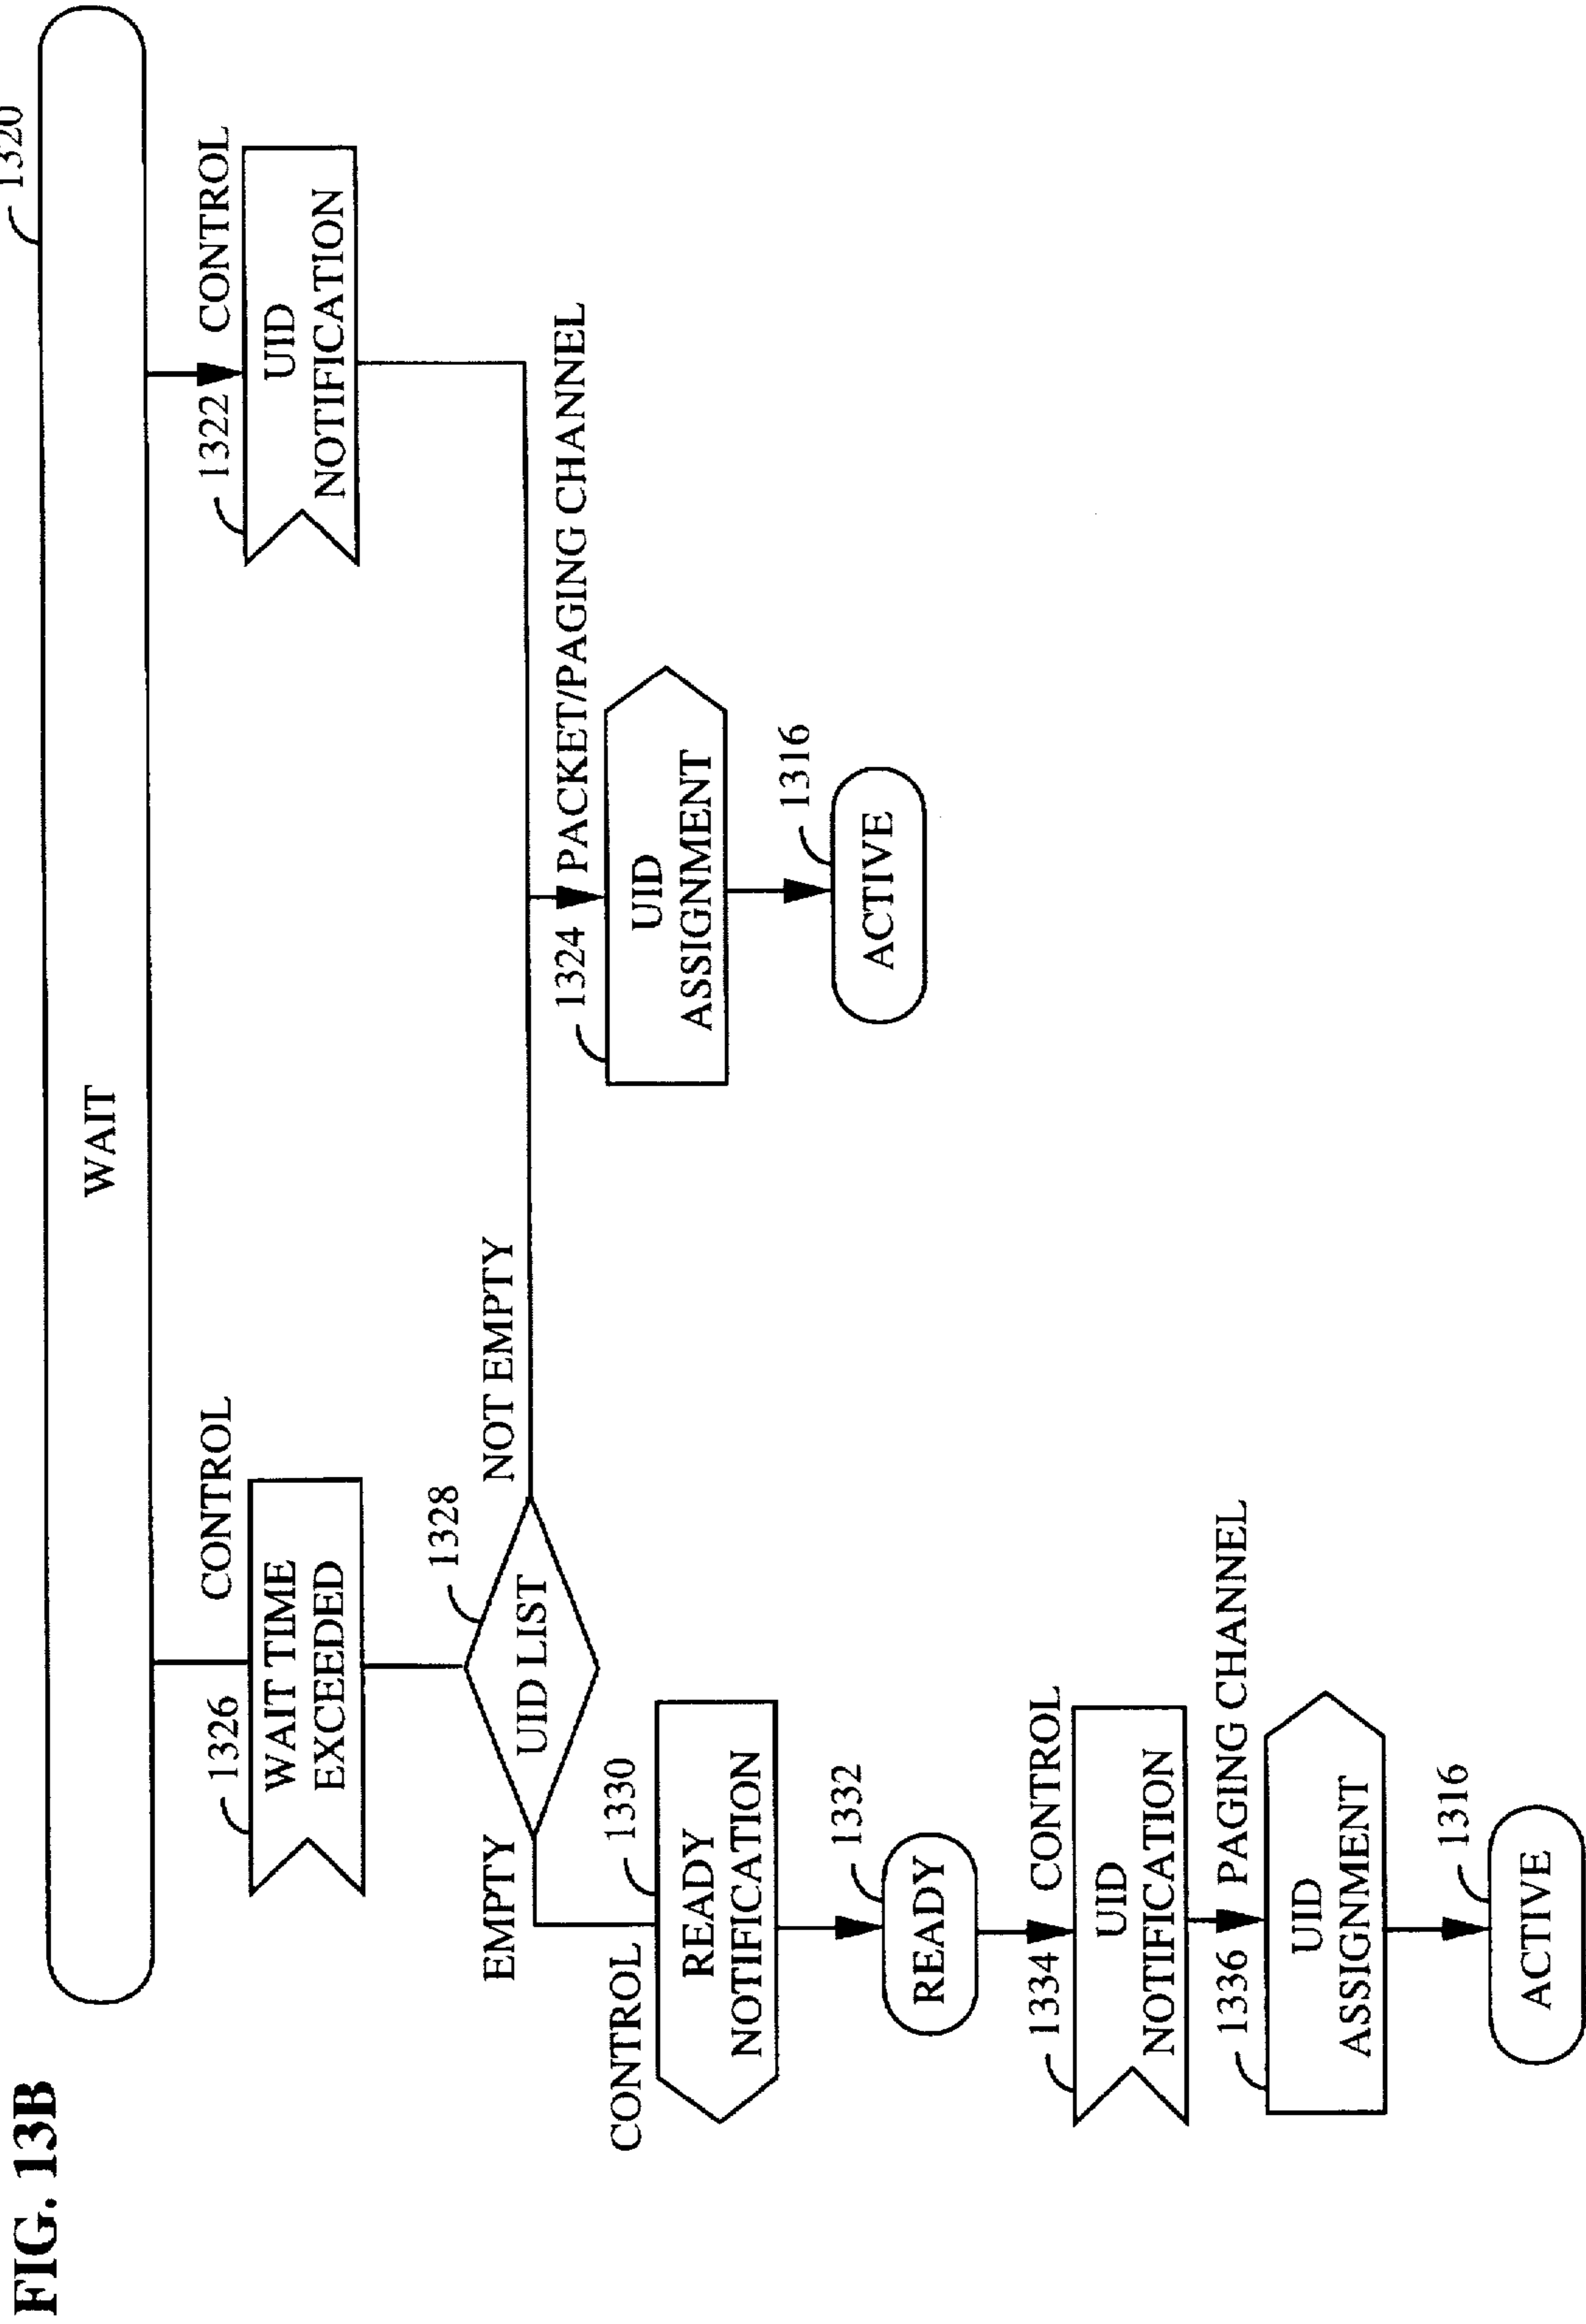 FIG. 13B
1320
WAIT
1326
CONTROL
WAIT TIME
EXCEEDED
1322
CONTROL
UID
NOTIFICATION
1328
UID LIST
EMPTY
NOT EMPTY
1324
PACKET/PAGING CHANNEL
UID
ASSIGNMENT
1316
ACTIVE
CONTROL
1330
READY
NOTIFICATION
1332
READY
1334
CONTROL
UID
NOTIFICATION
1336
PAGING CHANNEL
UID
ASSIGNMENT
1316
ACTIVE